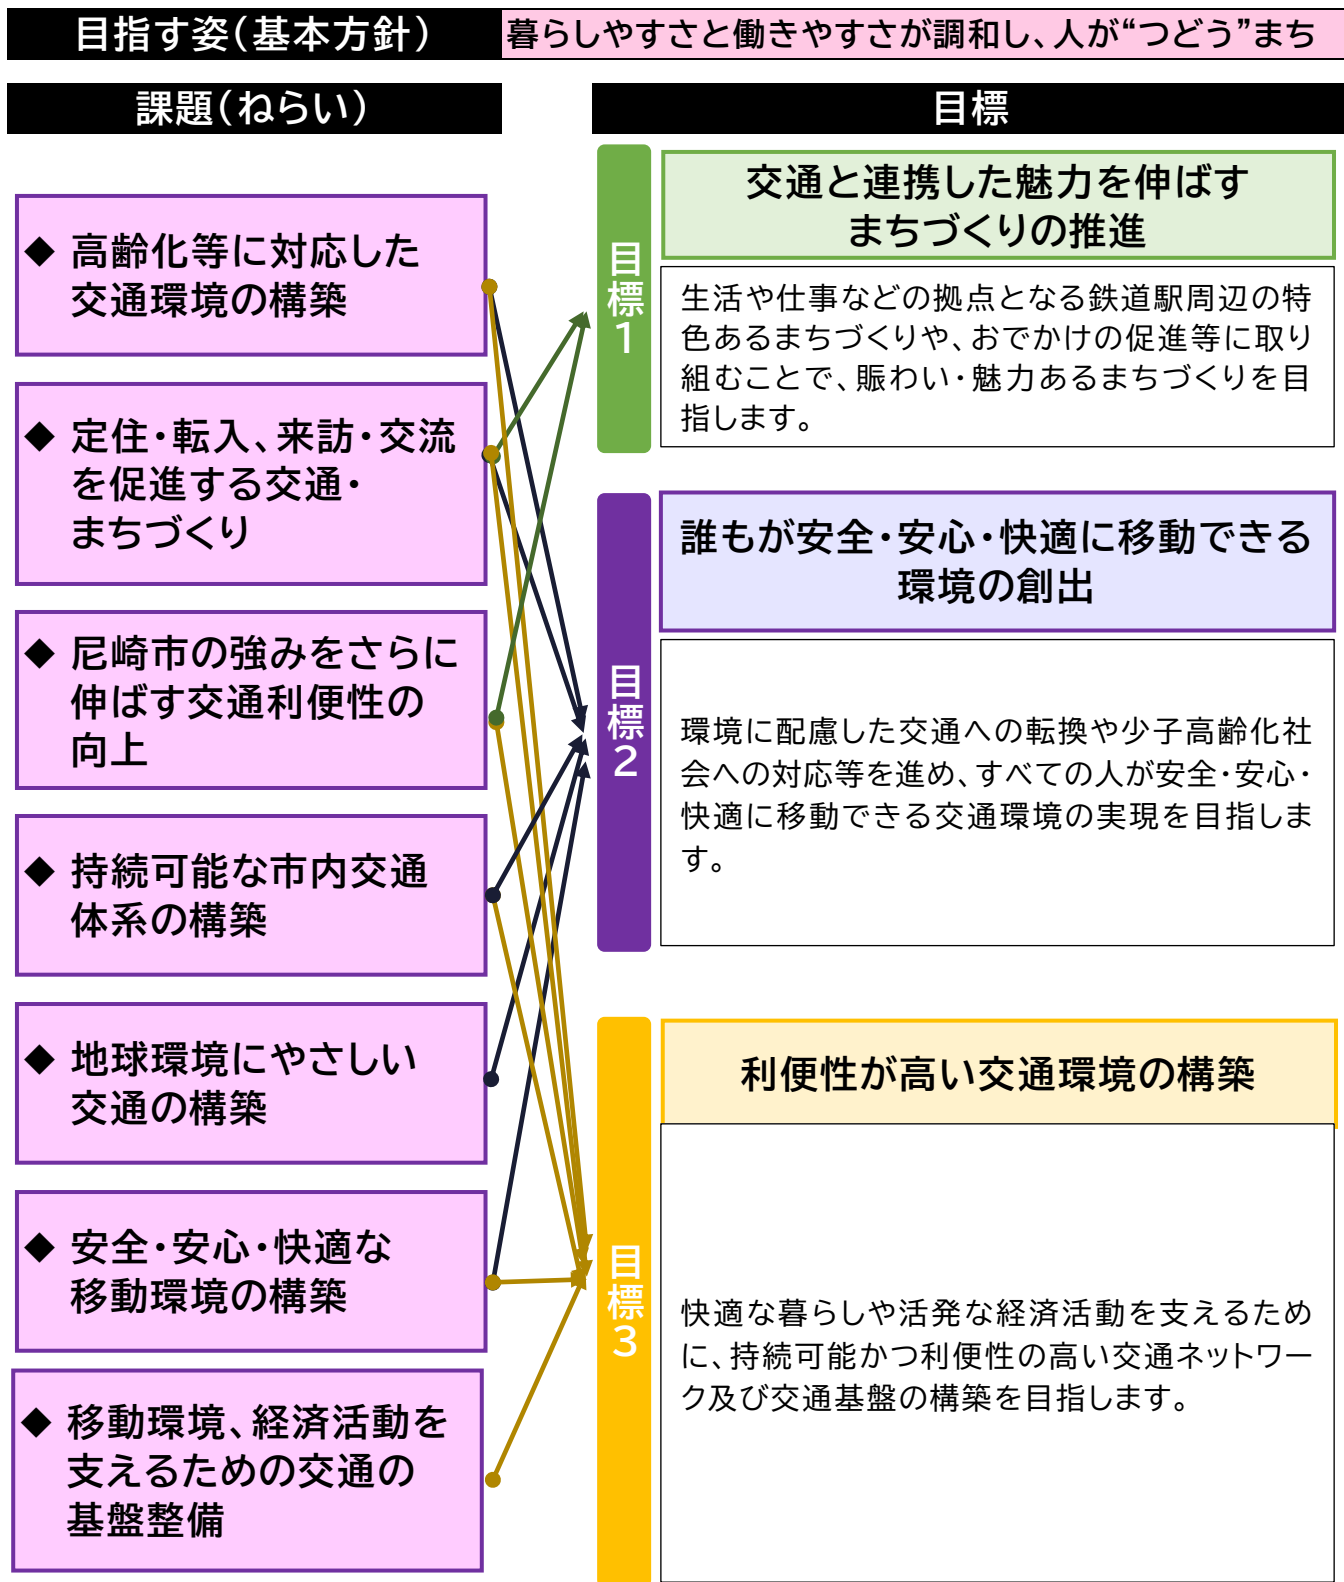 目指す姿(基本方針)
暮らしやすさと働きやすさが調和し、人が“つどう”まち
課題(ねらい)
◆ 高齢化等に対応した
交通環境の構築
◆ 定住・転入、来訪・交流
を促進する交通・
まちづくり
◆ 尼崎市の強みをさらに
伸ばす交通利便性の
向上
◆ 持続可能な市内交通
体系の構築
◆ 地球環境にやさしい
交通の構築
◆ 安全・安心・快適な
移動環境の構築
◆ 移動環境、経済活動を
支えるための交通の
基盤整備
目標
目標1
交通と連携した魅力を伸ばす
まちづくりの推進
生活や仕事などの拠点となる鉄道駅周辺の特
色あるまちづくりや、おでかけの促進等に取り
組むことで、賑わい・魅力あるまちづくりを目
指します。
目標2
誰もが安全・安心・快適に移動できる
環境の創出
環境に配慮した交通への転換や少子高齢化社
会への対応等を進め、すべての人が安全・安心・
快適に移動できる交通環境の実現を目指しま
す。
目標3
利便性が高い交通環境の構築
快適な暮らしや活発な経済活動を支えるため
に、持続可能かつ利便性の高い交通ネットワー
ク及び交通基盤の構築を目指します。